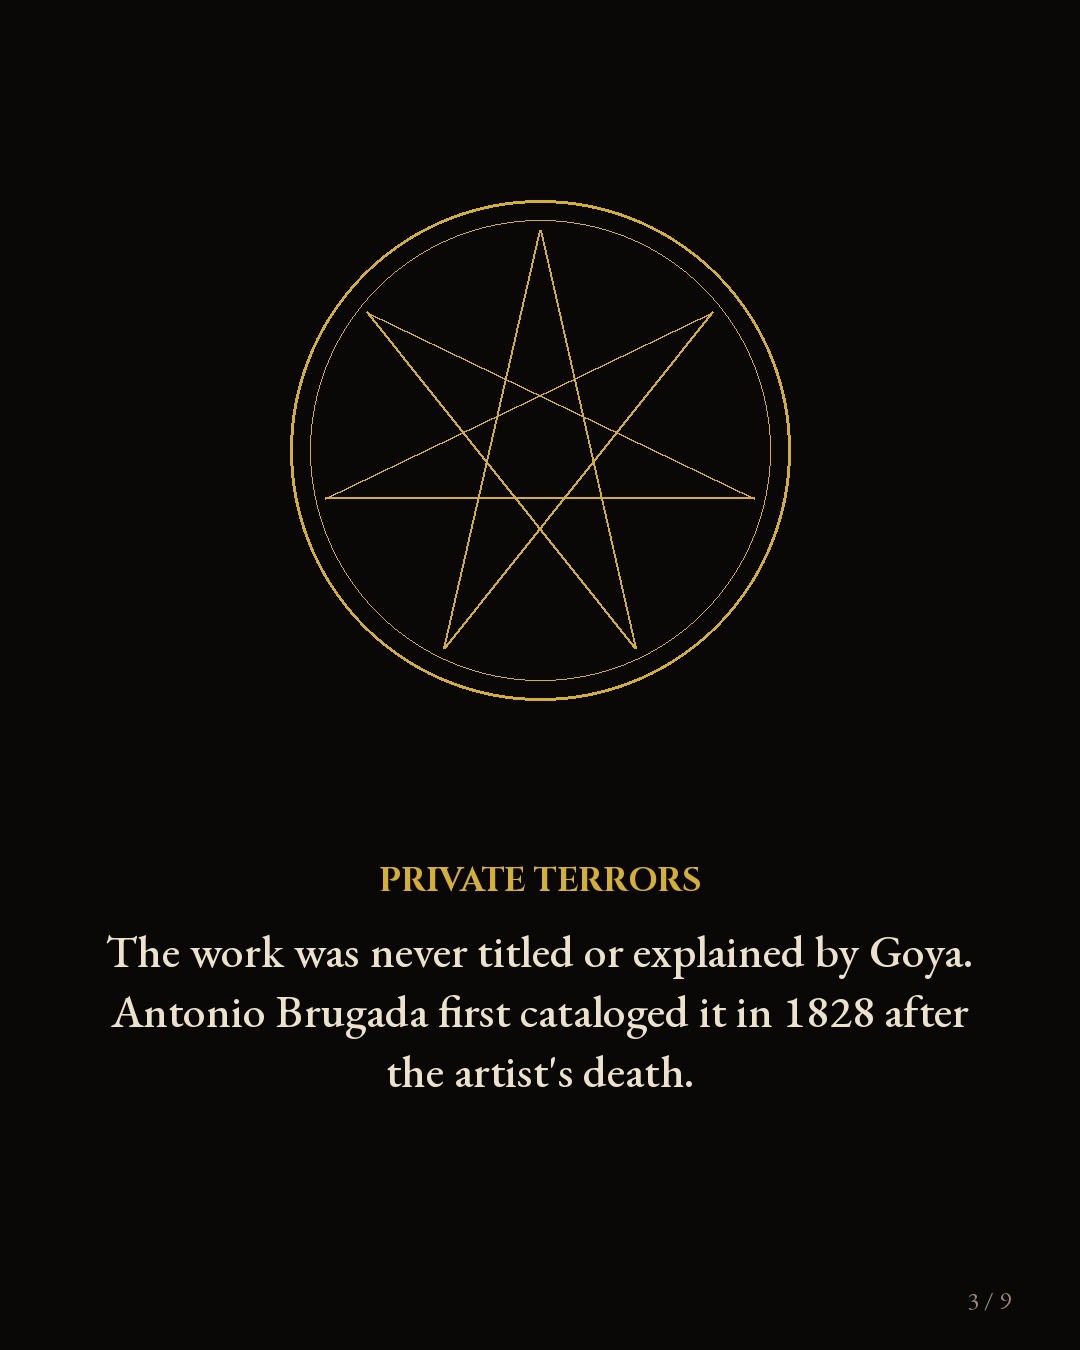 PRIVATE TERRORS
The work was never titled or explained by Goya.
Antonio Brugada first cataloged it in 1828 after
the artist's death.
3 / 9